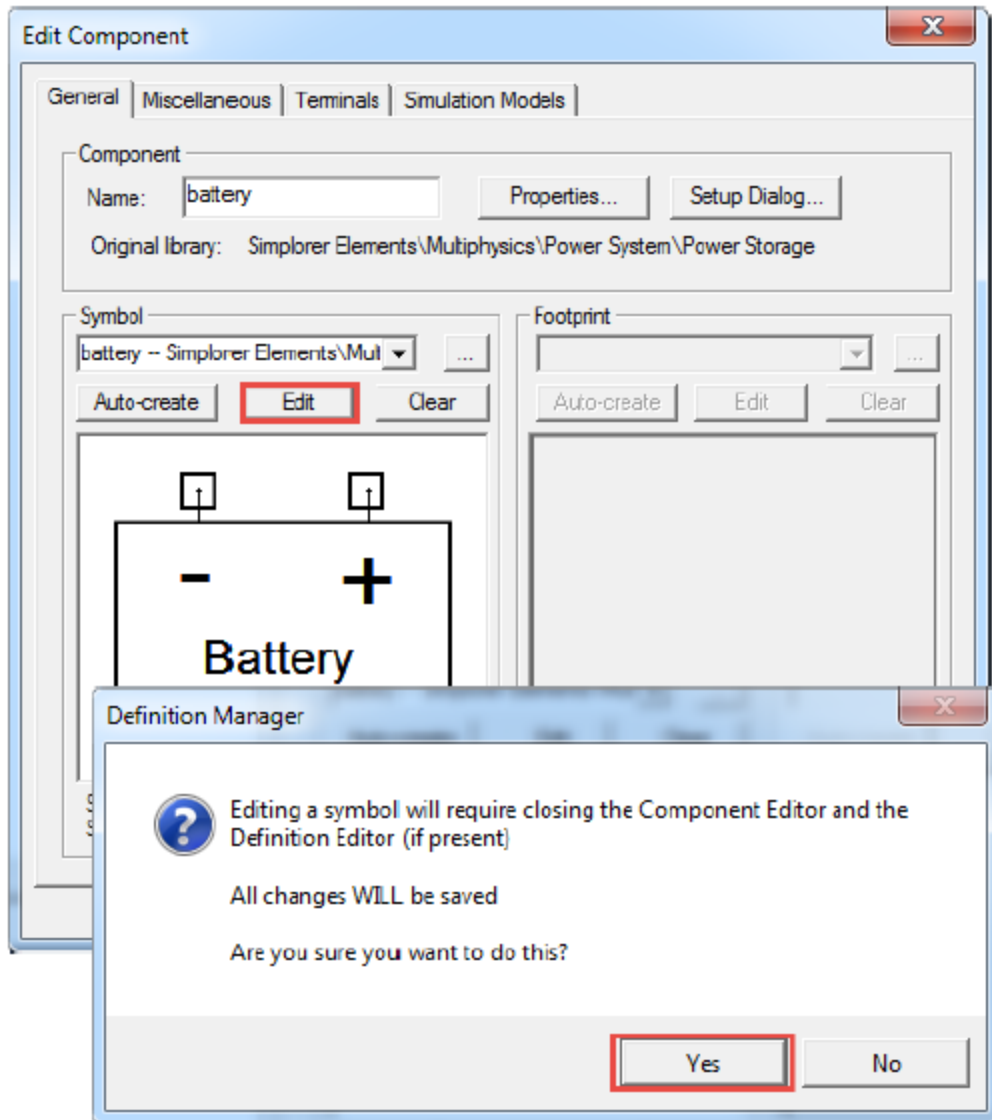 Edit Component
General Miscellaneous Terminals Simulation Models
Component
Name: battery Properties... Setup Dialog...
Original library: Simplorer Elements\Multiphysics\Power System\Power Storage
Symbol Footprint
battery -- Simplorer Elements\Mult ... ...
Auto-create Edit Clear Auto-create Edit Clear
- +
Battery
Definition Manager
Editing a symbol will require closing the Component Editor and the
Definition Editor (if present)
All changes WILL be saved
Are you sure you want to do this?
Yes No